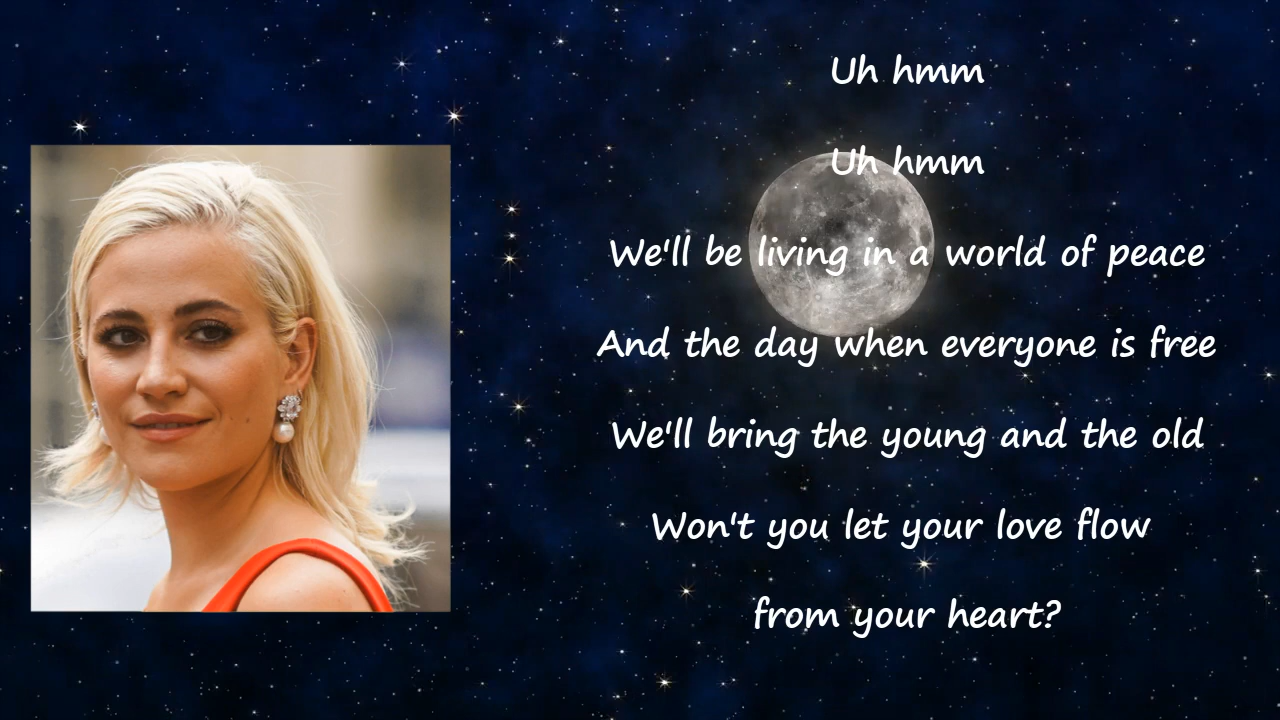 Uh hmm
Uh hmm
We'll be living in a world of peace
And the day when everyone is free
We'll bring the young and the old
Won't you let your love flow
from your heart?